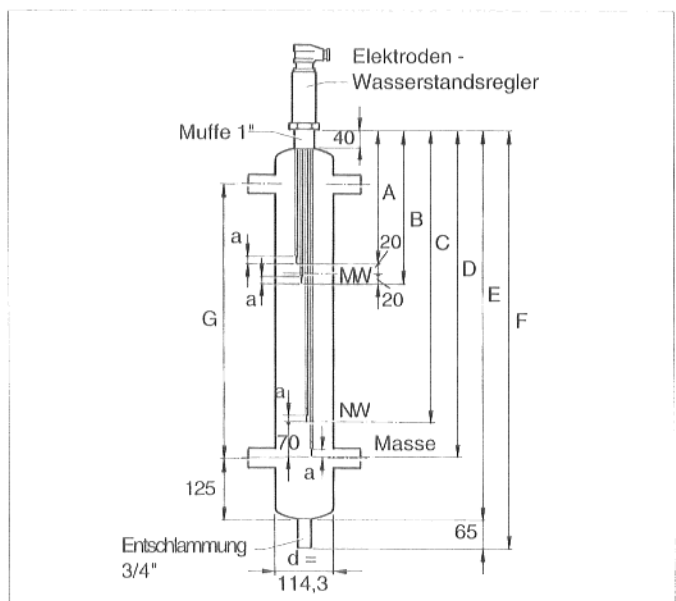 Elektroden -
Wasserstandsregler
Muffe 1"
40
A
B
C
D
E
F
G
a
20
MW
a
20
a
NW
70
Masse
a
125
65
Entschlammung
3/4"
d =
114,3